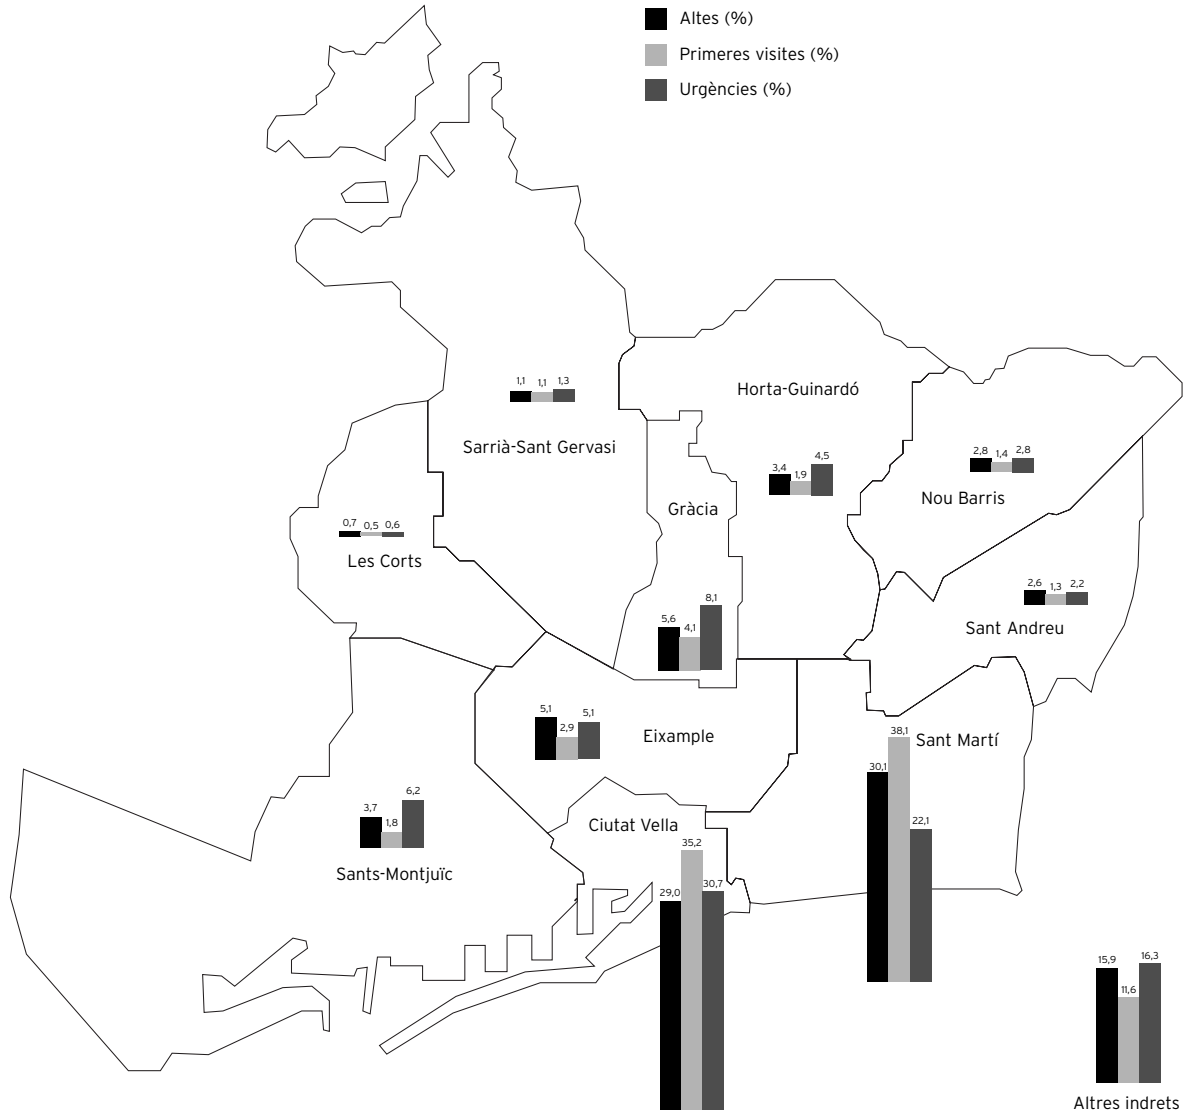 Altes (%)
Primeres visites (%)
Urgències (%)
1,1 1,1 1,3
Sarrià-Sant Gervasi
Horta-Guinardó
3,4 1,9 4,5
2,8 1,4 2,8
Nou Barris
Gràcia
5,6 4,1 8,1
0,7 0,5 0,6
Les Corts
2,6 1,3 2,2
Sant Andreu
5,1 2,9 5,1
Eixample
Sant Martí
30,1 38,1 22,1
3,7 1,8 6,2
Sants-Montjuïc
Ciutat Vella
29,0 35,2 30,7
15,9 11,6 16,3
Altres indrets